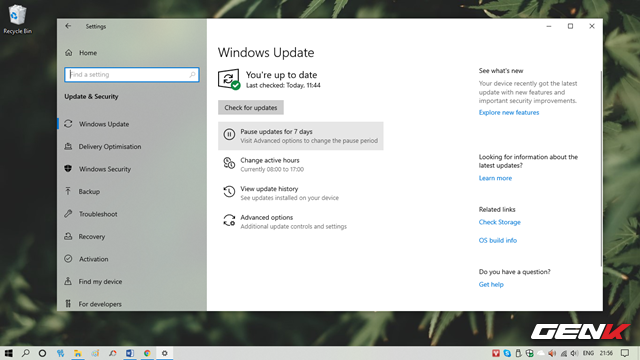 Recycle Bin
Settings
Home
Find a setting
Update & Security
Windows Update
Delivery Optimisation
Windows Security
Backup
Troubleshoot
Recovery
Activation
Find my device
For developers
Windows Update
You're up to date
Last checked: Today, 11:44
Check for updates
Pause updates for 7 days
Visit Advanced options to change the pause period
Change active hours
Currently 08:00 to 17:00
View update history
See updates installed on your device
Advanced options
Additional update controls and settings
See what's new
Your device recently got the latest
update with new features and
important security improvements.
Explore new features
Looking for information about the
latest updates?
Learn more
Related links
Check Storage
OS build info
Do you have a question?
Get help
GENK
ENG
21:56